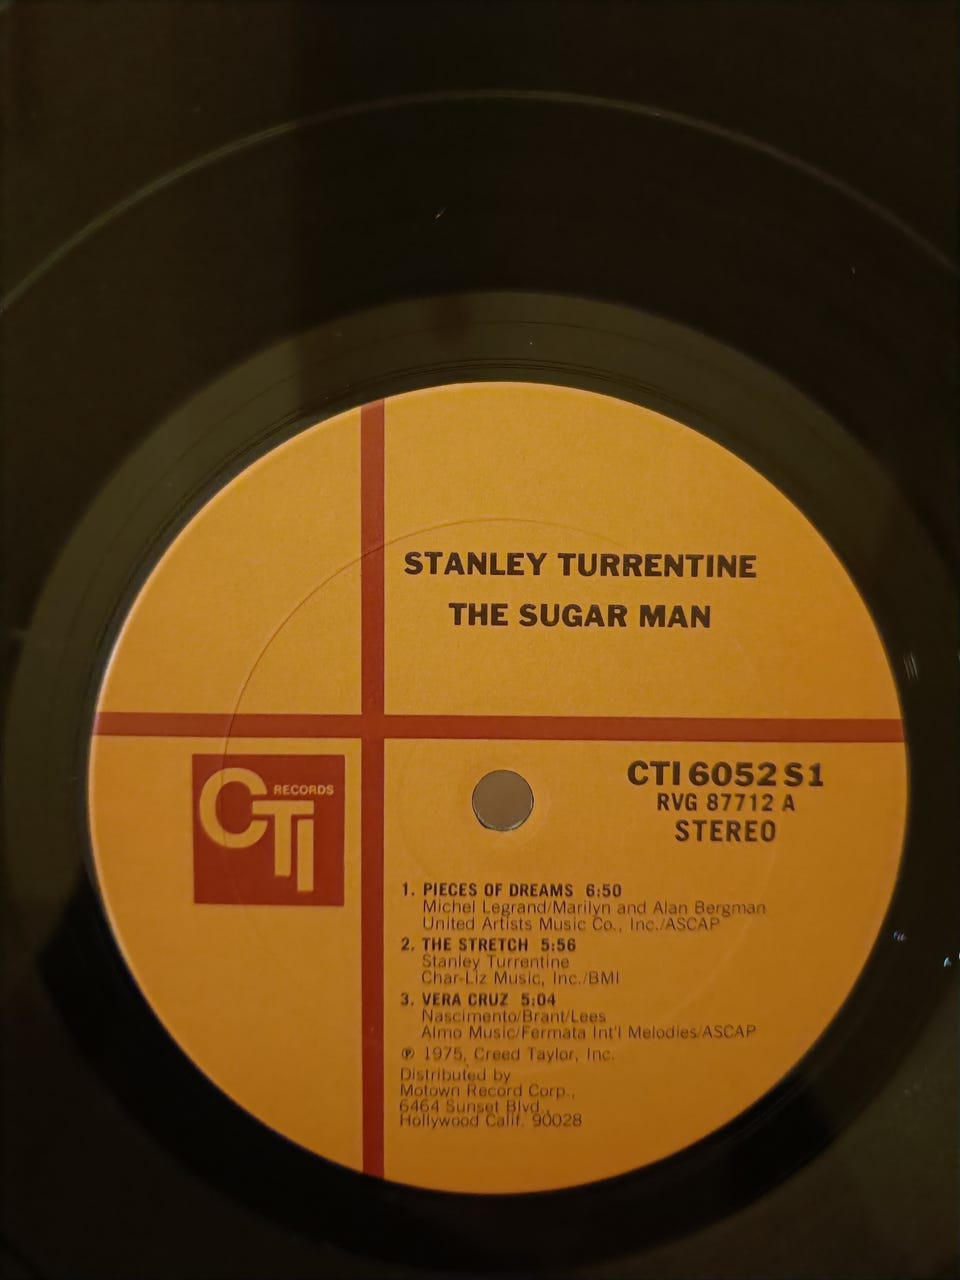 STANLEY TURRENTINE
THE SUGAR MAN
CTI RECORDS
CTI 6052 S1
RVG 87712 A
STEREO
1. PIECES OF DREAMS 6:50
Michel Legrand/Marilyn and Alan Bergman
United Artists Music Co., Inc./ASCAP
2. THE STRETCH 5:56
Stanley Turrentine
Char-Liz Music, Inc./BMI
3. VERA CRUZ 5:04
Nascimento/Brant/Lees
Almo Music/Fermata Int'l Melodies/ASCAP
℗ 1975, Creed Taylor, Inc.
Distributed by
Motown Record Corp.,
6464 Sunset Blvd.,
Hollywood Calif. 90028